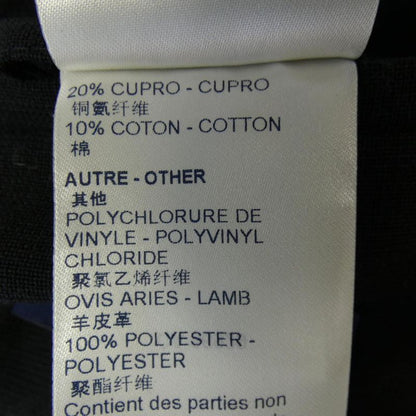 20% CUPRO - CUPRO
铜氨纤维
10% COTON - COTTON
棉
AUTRE - OTHER
其他
POLYCHLORURE DE
VINYLE - POLYVINYL
CHLORIDE
聚氯乙烯纤维
OVIS ARIES - LAMB
羊皮革
100% POLYESTER -
POLYESTER
聚酯纤维
Contient des parties non